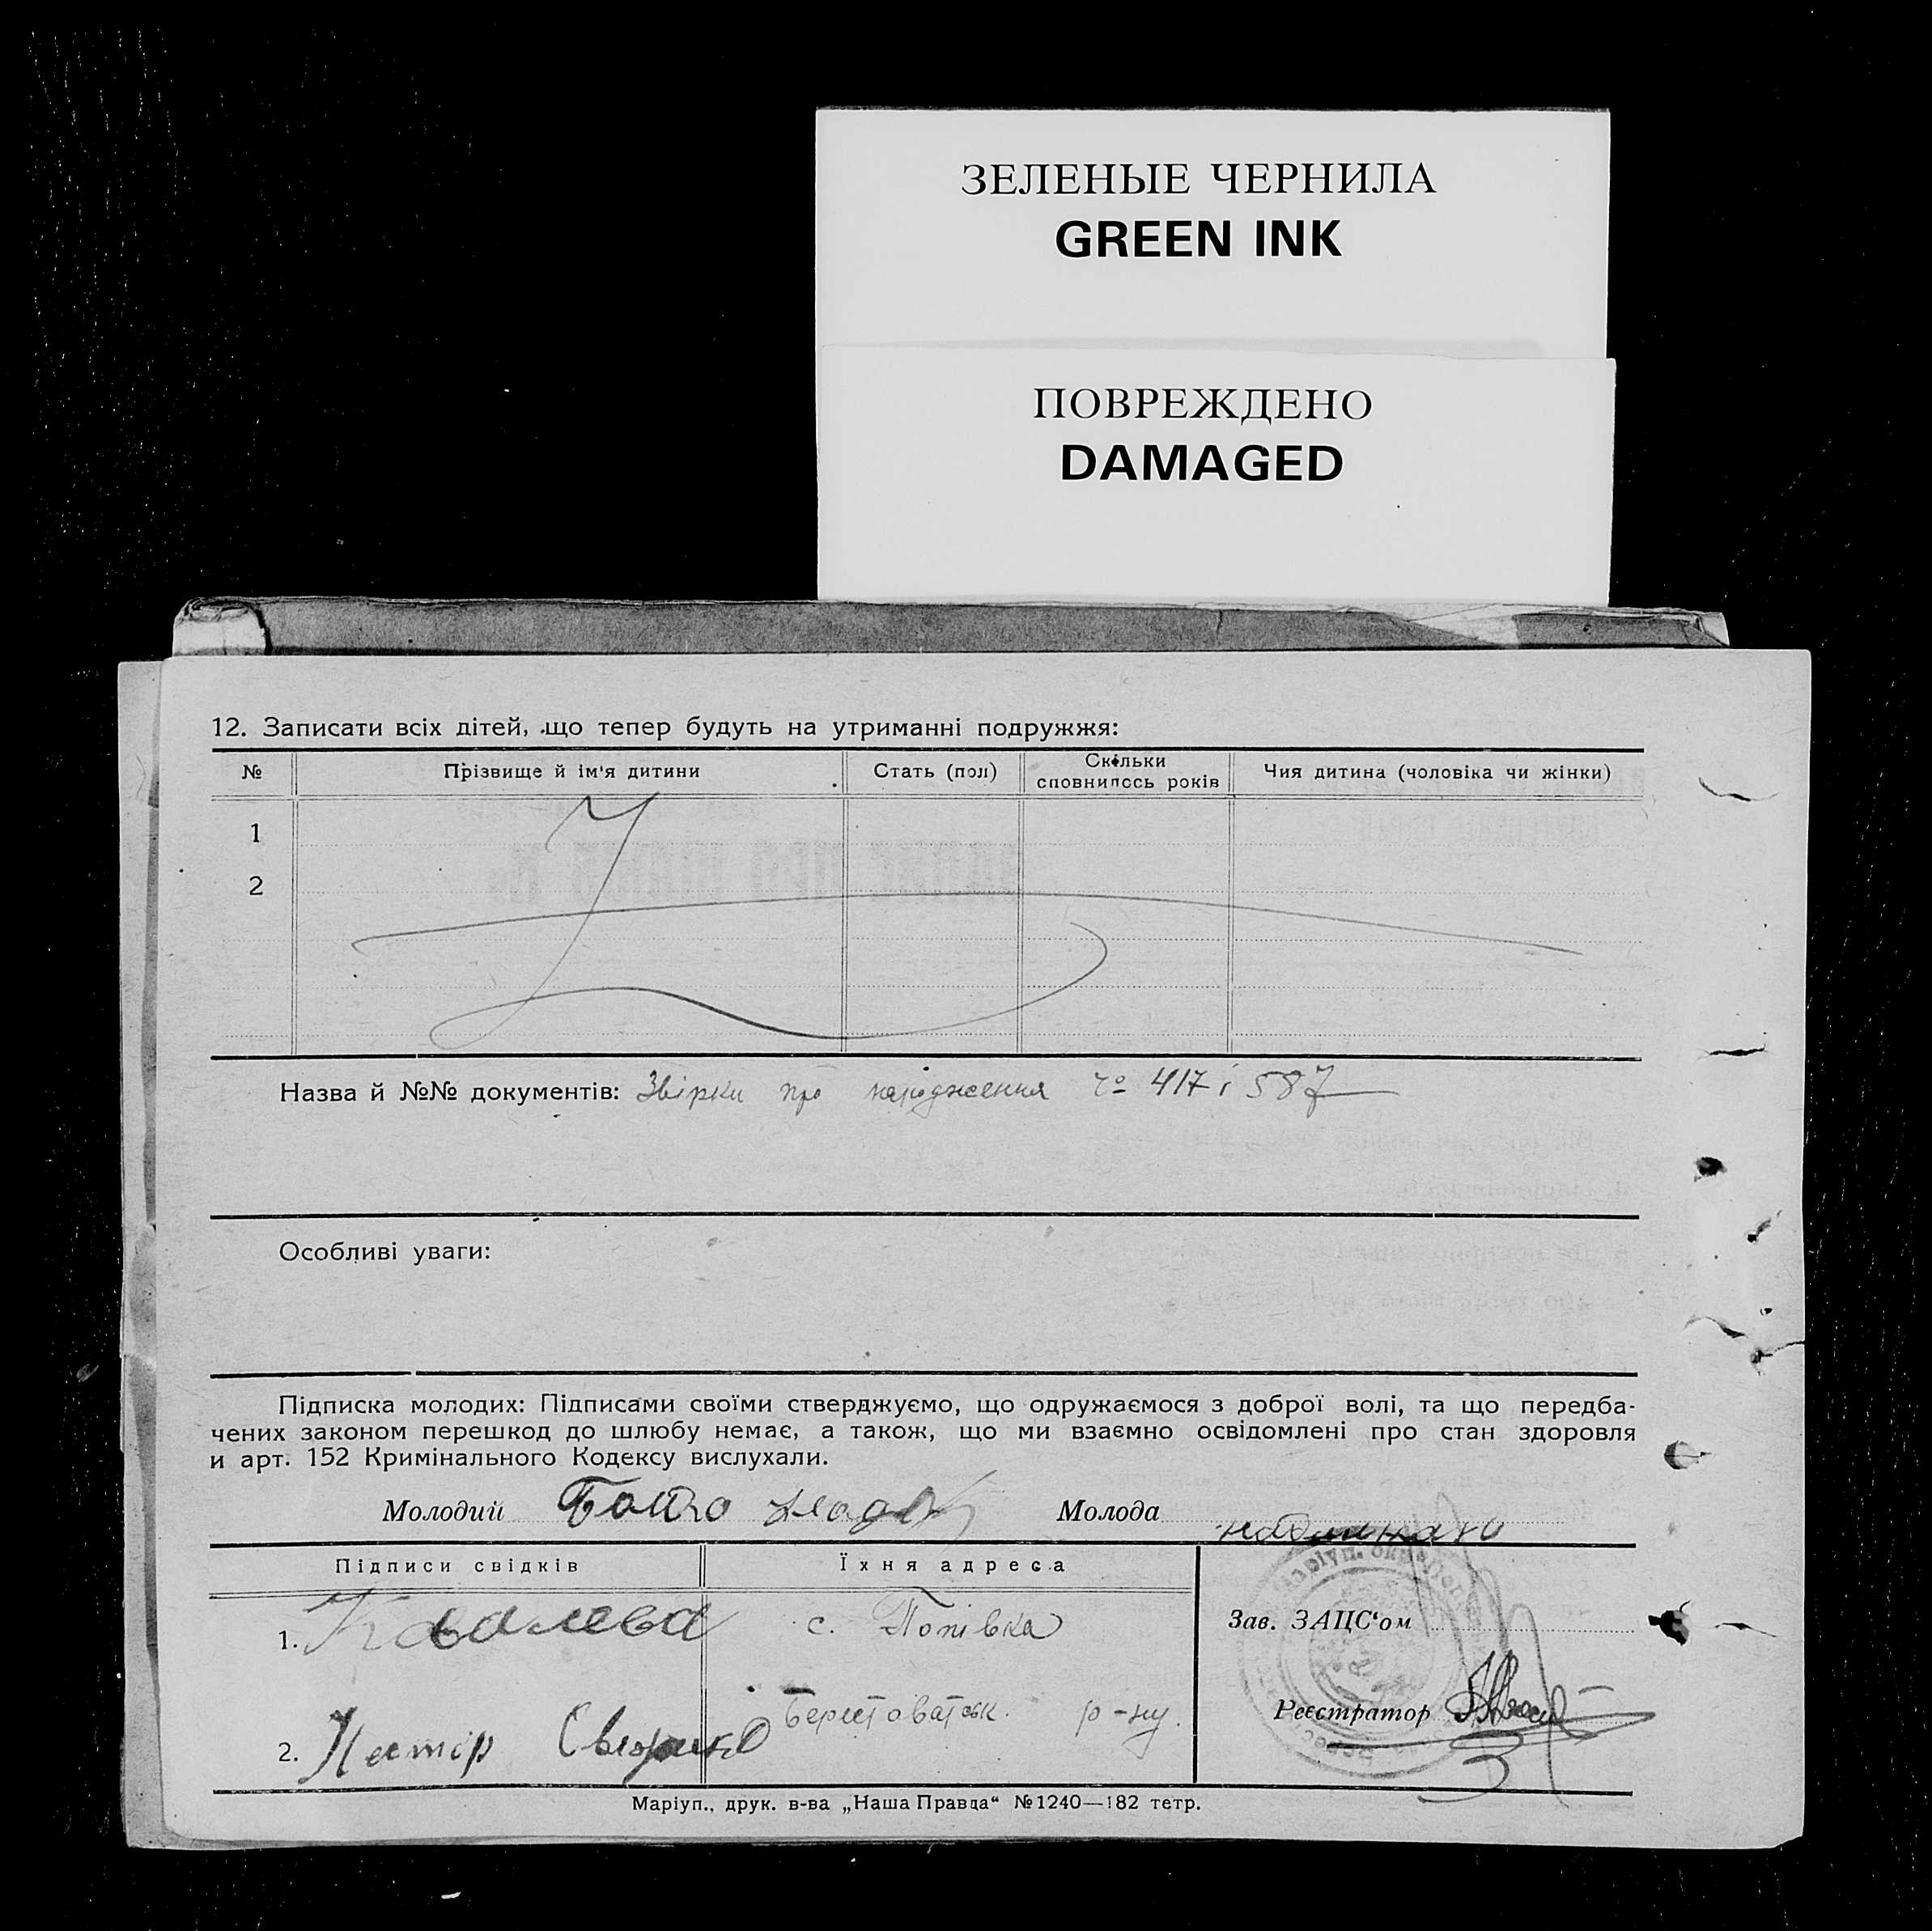 ЗЕЛЕНЫЕ ЧЕРНИЛА
GREEN INK
ПОВРЕЖДЕНО
DAMAGED
12. Записати всіх дітей, що тепер будуть на утриманні подружжя:
№ Прізвище й ім'я дитини Стать (пол) Скільки сповнилось років Чия дитина (чоловіка чи жінки)
1
2
Назва й №№ документів: Звірки про народження № 417 і 587
Особливі уваги:
Підписка молодих: Підписами своїми стверджуємо, що одружаємося з доброї волі, та що передба-
чених законом перешкод до шлюбу немає, а також, що ми взаємно освідомлені про стан здоровля
и арт. 152 Кримінального Кодексу вислухали.
Молодий Бойко Молода
Підписи свідків Їхня адреса
1. Ковалева с. Попівка
Зав. ЗАЦС'ом
Берестоватськ. р-ну.
Реєстратор
2. Нестір
Маріуп., друк. в-ва „Наша Правда“ №1240—182 тетр.